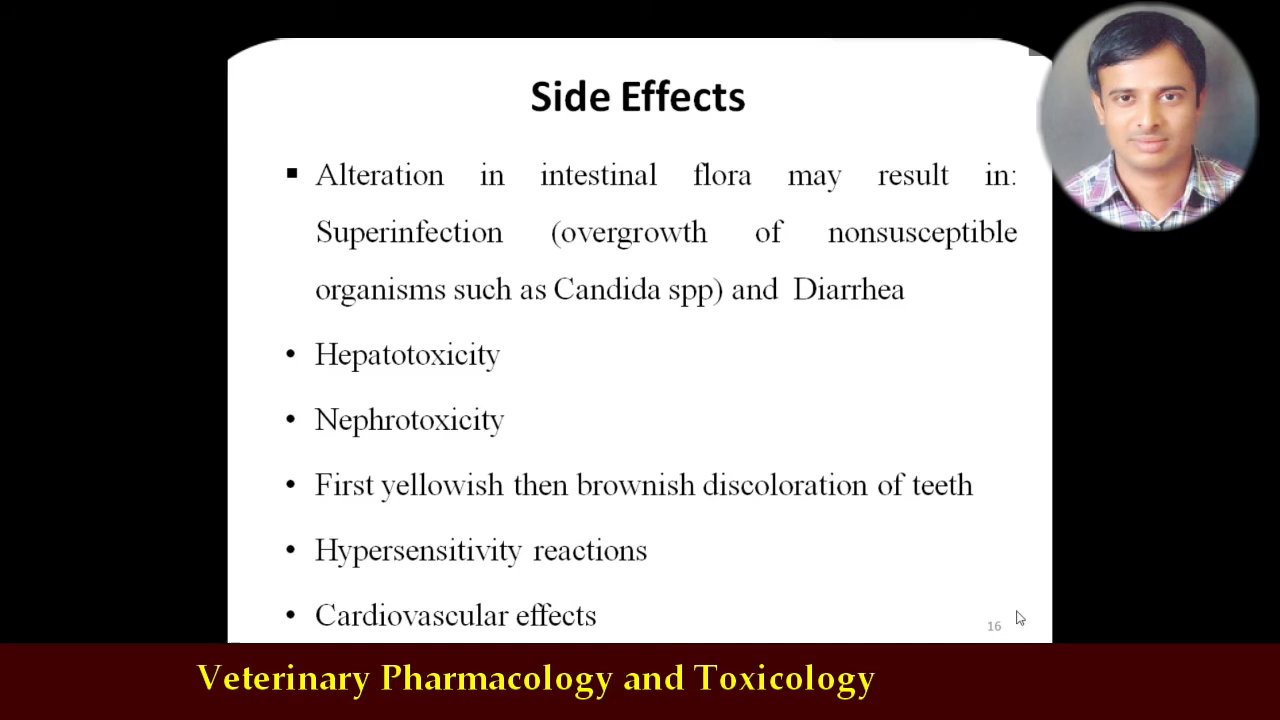 Side Effects
▪ Alteration in intestinal flora may result in:
Superinfection (overgrowth of nonsusceptible
organisms such as Candida spp) and Diarrhea
• Hepatotoxicity
• Nephrotoxicity
• First yellowish then brownish discoloration of teeth
• Hypersensitivity reactions
• Cardiovascular effects
16
Veterinary Pharmacology and Toxicology